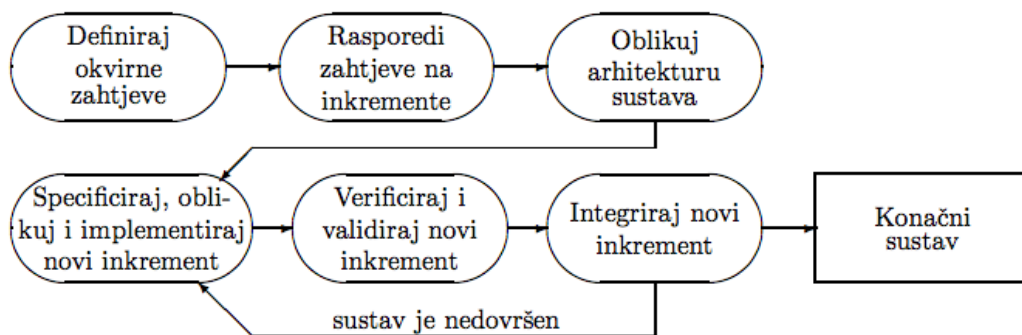 Definiraj
okvirne
zahtjeve
Rasporedi
zahtjeve na
inkremente
Oblikuj
arhitekturu
sustava
Specificiraj, obli-
kuj i implementiraj
novi inkrement
Verificiraj i
validiraj novi
inkrement
Integriraj novi
inkrement
Konačni
sustav
sustav je nedovršen